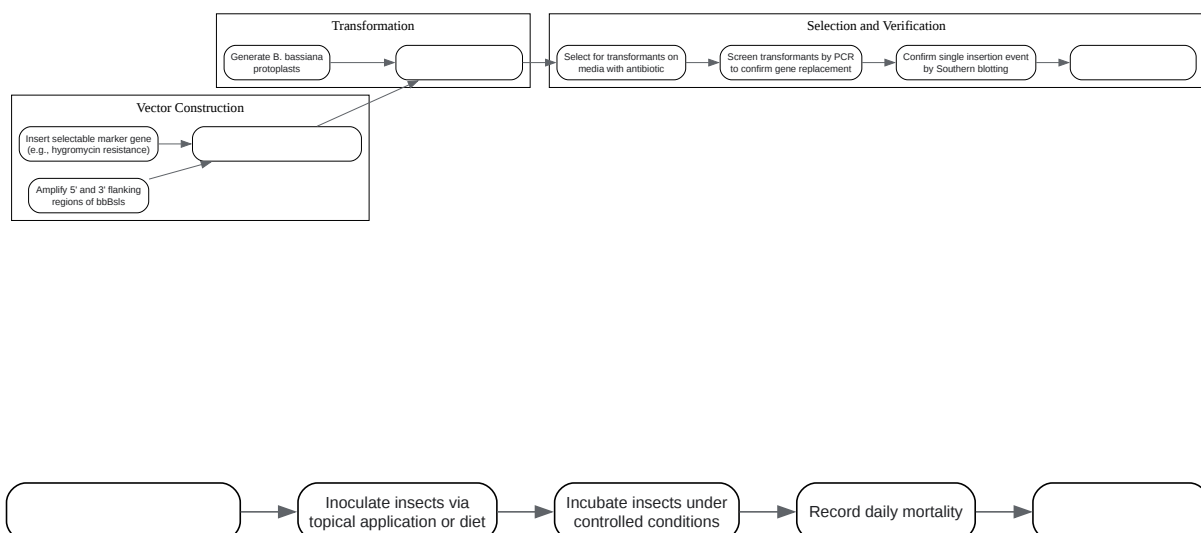 Transformation
Generate B. bassiana
protoplasts
Selection and Verification
Select for transformants on
media with antibiotic
Screen transformants by PCR
to confirm gene replacement
Confirm single insertion event
by Southern blotting
Vector Construction
Insert selectable marker gene
(e.g., hygromycin resistance)
Amplify 5' and 3' flanking
regions of bbBsls
Inoculate insects via
topical application or diet
Incubate insects under
controlled conditions
Record daily mortality